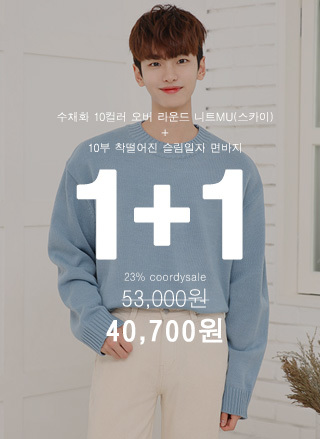 수재화 10컬러 오버 라운드 니트MU(스카이)
+
10부 착떨어진 슬림일자 면바지
1+1
23% coordysale
53,000원
40,700원